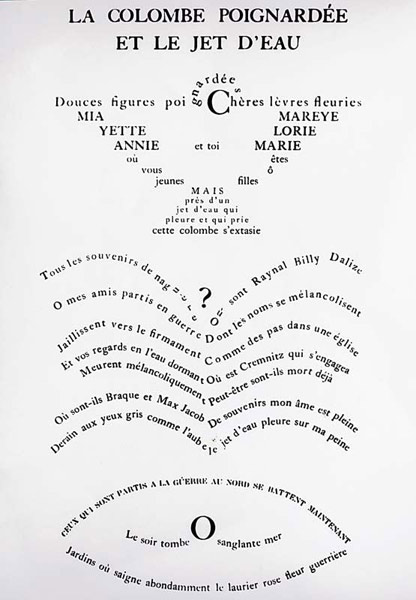 LA COLOMBE POIGNARDÉE
ET LE JET D'EAU
Douces figures poignardées Chères lèvres fleuries
MIA MAREYE
YETTE LORIE
ANNIE et toi MARIE
où êtes
vous ô
jeunes filles
MAIS
près d'un
jet d'eau qui
pleure et qui prie
cette colombe s'extasie
Tous les souvenirs de naguère
O mes amis partis en guerre
Jaillissent vers le firmament
Et vos regards en l'eau dormant
Meurent mélancoliquement
Où sont-ils Braque et Max Jacob
Derain aux yeux gris comme l'aube
?
Où sont Raynal Billy Dalize
Dont les noms se mélancolisent
Comme des pas dans une église
Où est Cremnitz qui s'engagea
Peut-être sont-ils mort déjà
De souvenirs mon âme est pleine
le jet d'eau pleure sur ma peine
CEUX QUI SONT PARTIS A LA GUERRE AU NORD SE BATTENT MAINTENANT
Le soir tombe O sanglante mer
Jardins où saigne abondamment le laurier rose fleur guerrière